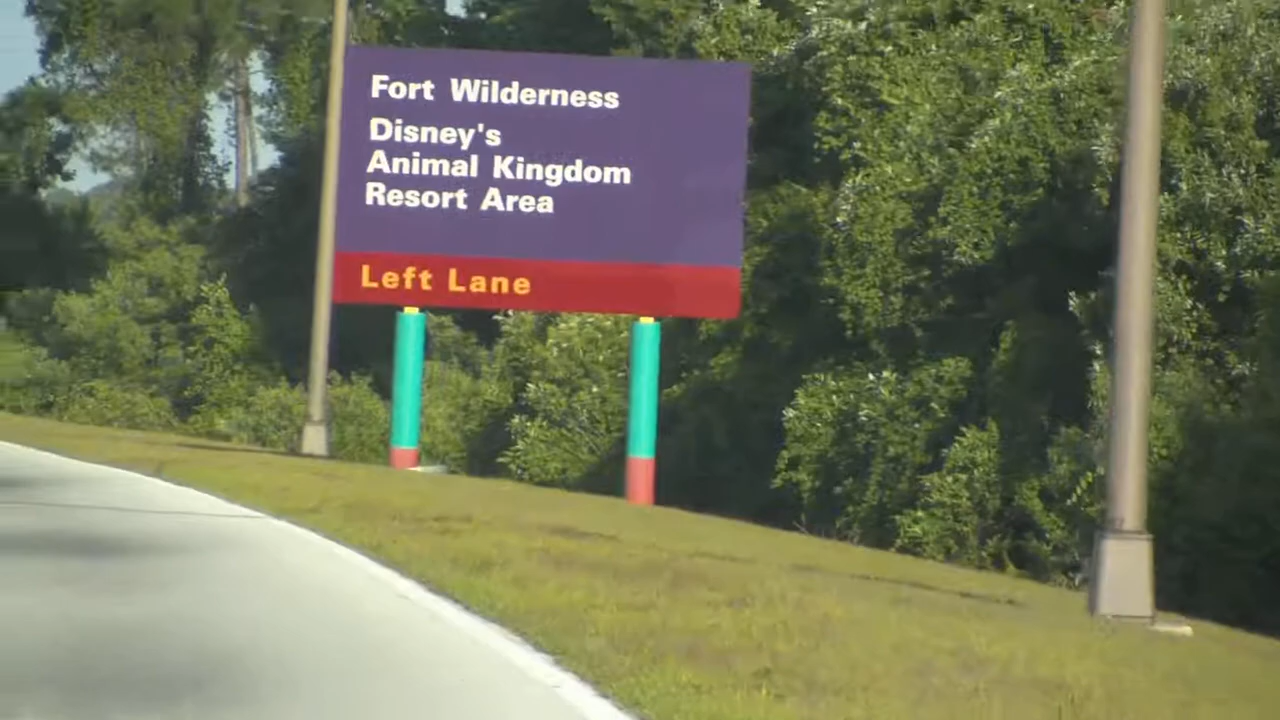 Fort Wilderness
Disney's
Animal Kingdom
Resort Area
Left Lane